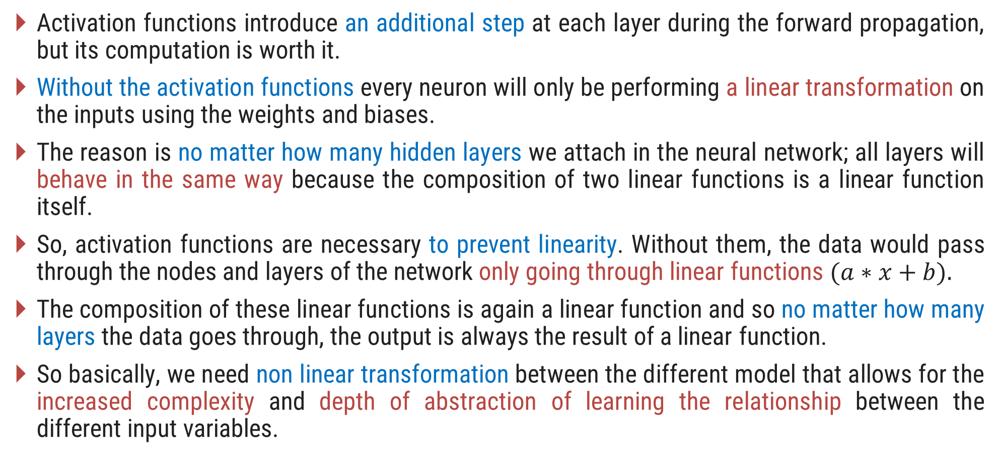 Activation functions introduce an additional step at each layer during the forward propagation,
but its computation is worth it.
Without the activation functions every neuron will only be performing a linear transformation on
the inputs using the weights and biases.
The reason is no matter how many hidden layers we attach in the neural network; all layers will
behave in the same way because the composition of two linear functions is a linear function
itself.
So, activation functions are necessary to prevent linearity. Without them, the data would pass
through the nodes and layers of the network only going through linear functions (a ∗ x + b).
The composition of these linear functions is again a linear function and so no matter how many
layers the data goes through, the output is always the result of a linear function.
So basically, we need non linear transformation between the different model that allows for the
increased complexity and depth of abstraction of learning the relationship between the
different input variables.